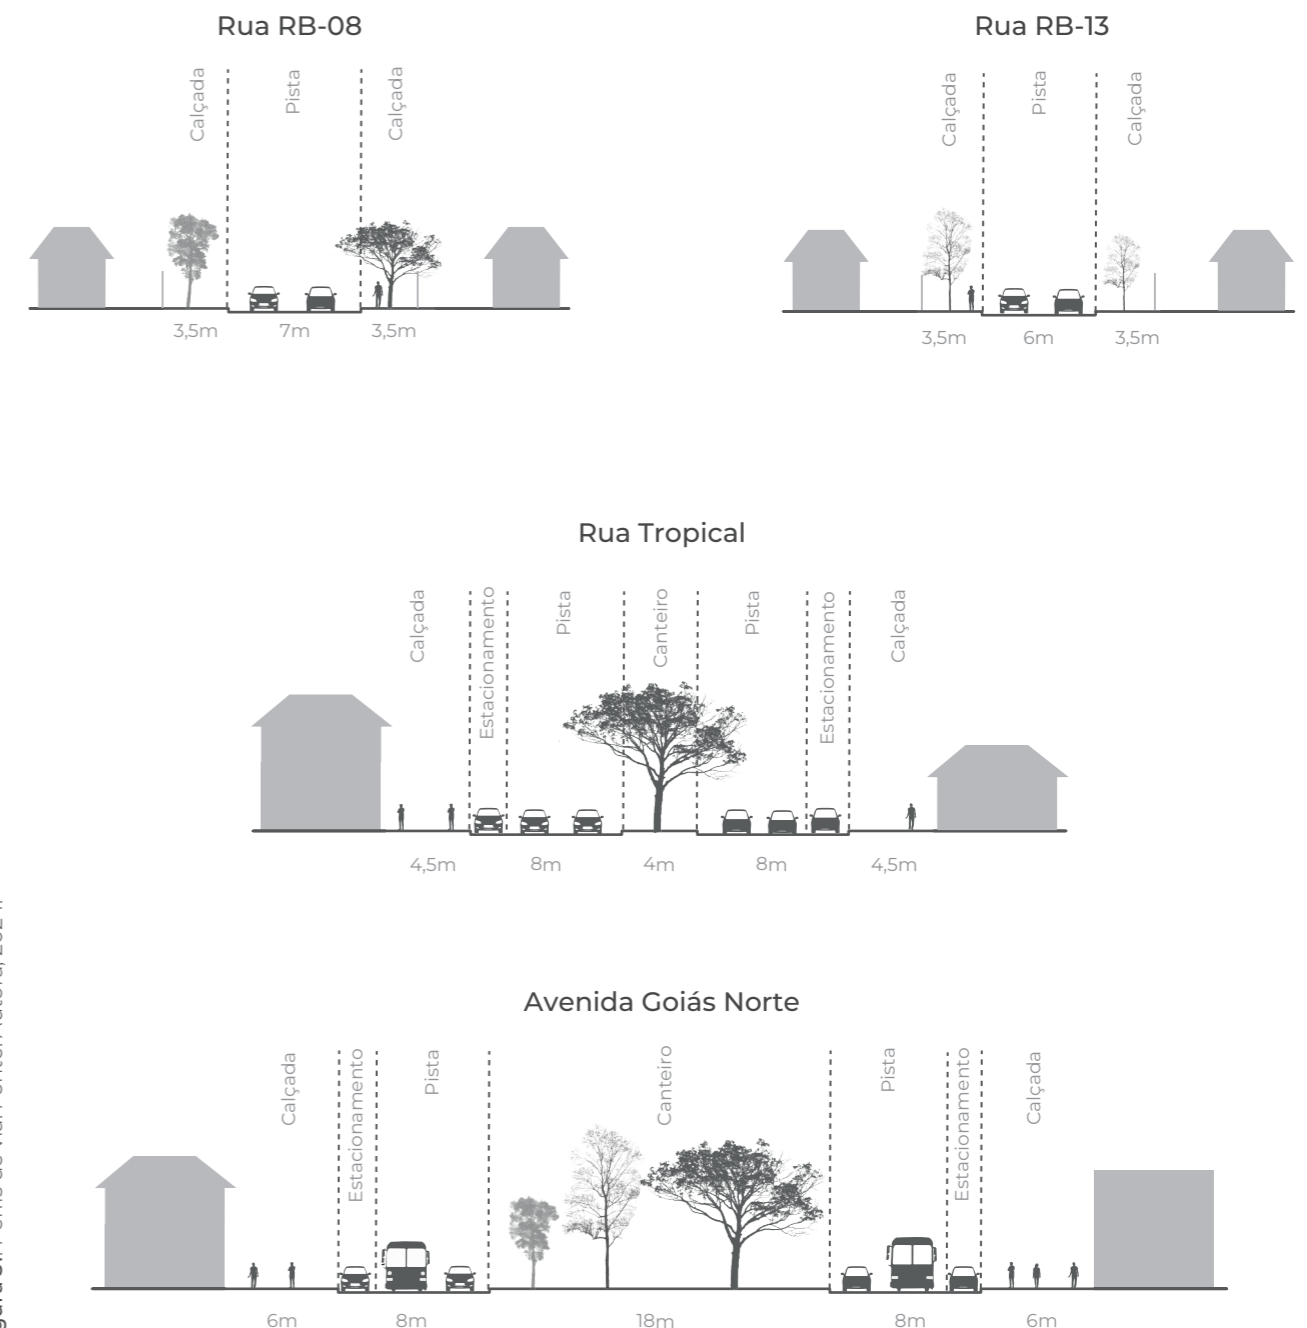 Rua RB-08
Calçada
Pista
Calçada
3,5m
7m
3,5m
Rua RB-13
Calçada
Pista
Calçada
3,5m
6m
3,5m
Rua Tropical
Calçada
Estacionamento
Pista
Canteiro
Pista
Estacionamento
Calçada
4,5m
8m
4m
8m
4,5m
Avenida Goiás Norte
Calçada
Estacionamento
Pista
Canteiro
Pista
Estacionamento
Calçada
6m
8m
18m
8m
6m